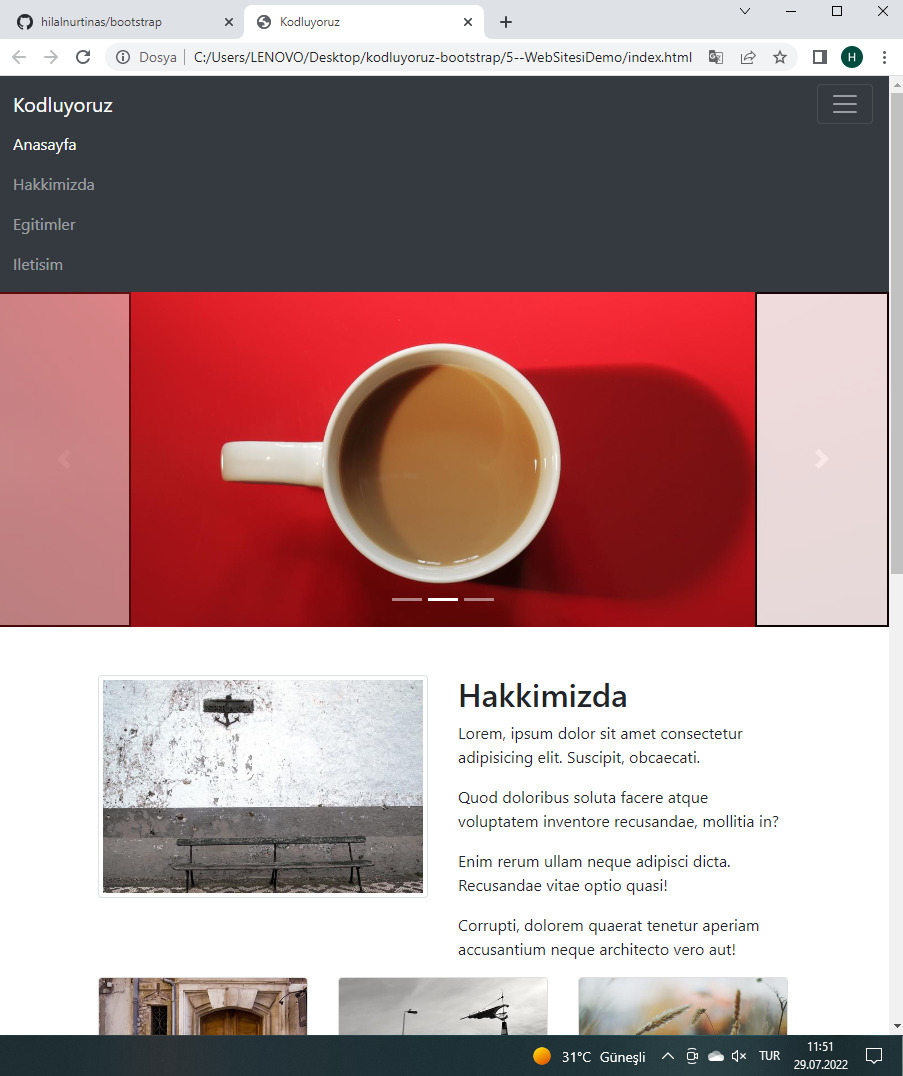 hilalnurtinas/bootstrap
Kodluyoruz
Dosya
C:/Users/LENOVO/Desktop/kodluyoruz-bootstrap/5--WebSitesiDemo/index.html
H
Kodluyoruz
Anasayfa
Hakkimizda
Egitimler
Iletisim
Hakkimizda
Lorem, ipsum dolor sit amet consectetur
adipisicing elit. Suscipit, obcaecati.
Quod doloribus soluta facere atque
voluptatem inventore recusandae, mollitia in?
Enim rerum ullam neque adipisci dicta.
Recusandae vitae optio quasi!
Corrupti, dolorem quaerat tenetur aperiam
accusantium neque architecto vero aut!
31°C Güneşli
TUR
11:51
29.07.2022